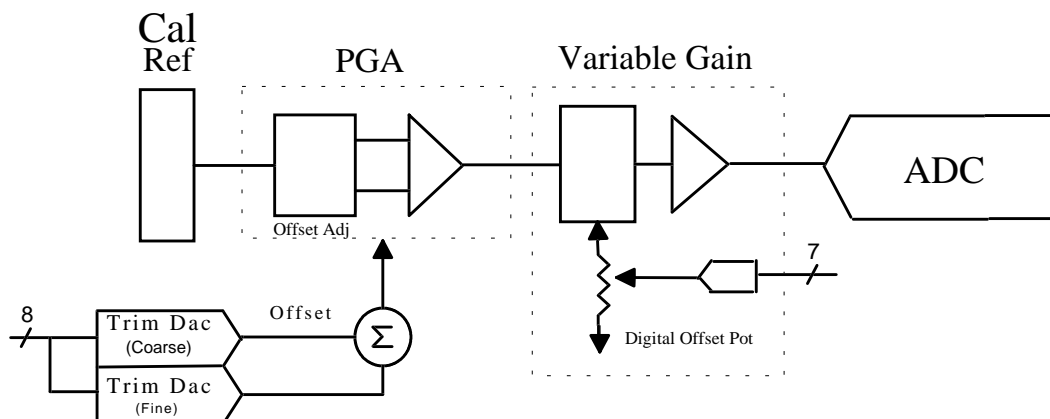 Cal
Ref
PGA
Variable Gain
ADC
Offset Adj
7
8
Trim Dac
(Coarse)
Offset
Σ
Digital Offset Pot
Trim Dac
(Fine)